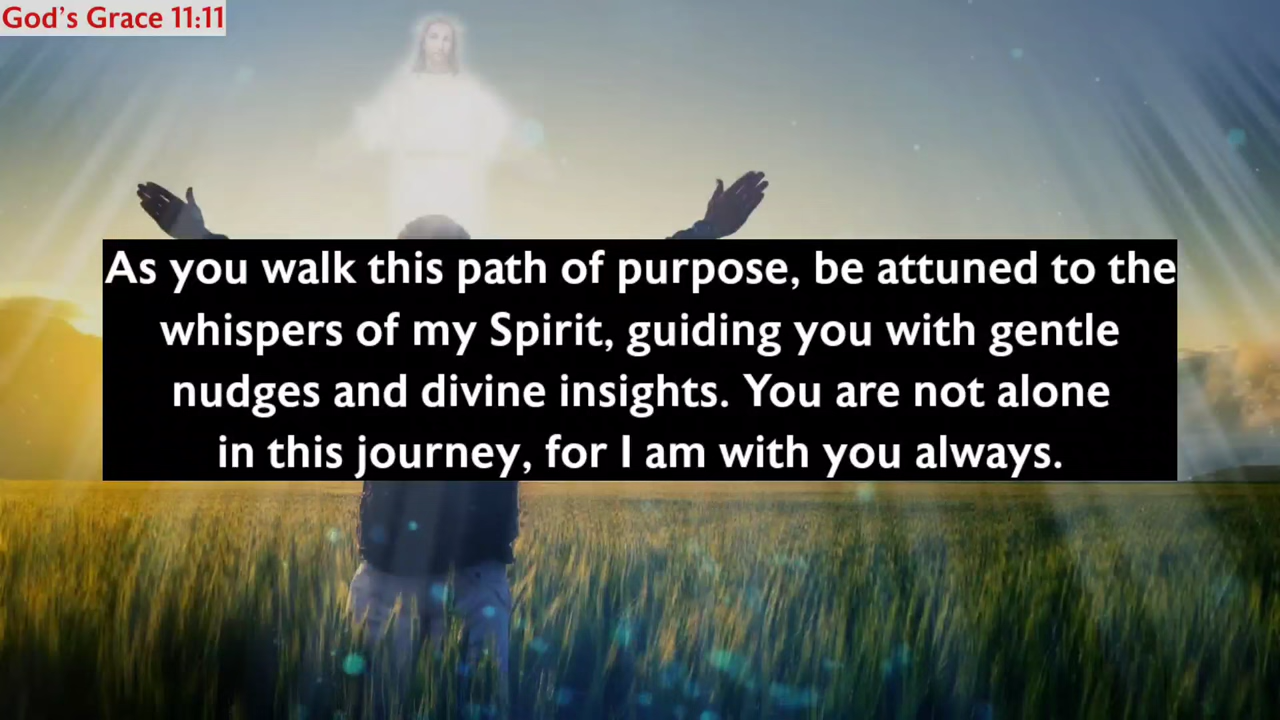 God's Grace 11:11
As you walk this path of purpose, be attuned to the
whispers of my Spirit, guiding you with gentle
nudges and divine insights. You are not alone
in this journey, for I am with you always.